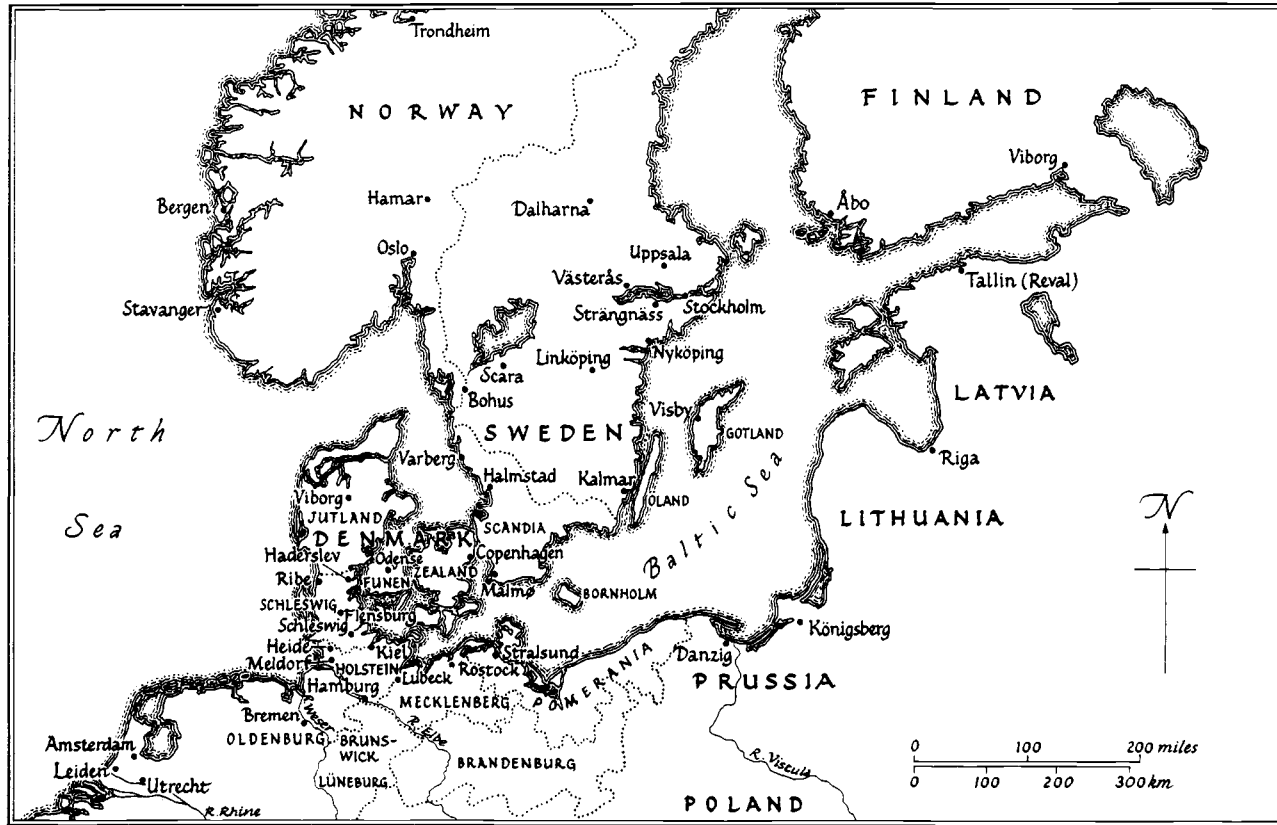 Trondheim
NORWAY
FINLAND
Viborg
Bergen
Hamar
Dalharna
Åbo
Oslo
Uppsala
Västerås
Tallin (Reval)
Stavanger
Strängnäss
Stockholm
Linköping
Nyköping
Scara
Bohus
LATVIA
North
Sea
Visby
GOTLAND
SWEDEN
Varberg
Riga
Halmstad
Kalmar
ÖLAND
Viborg
JUTLAND
Baltic Sea
LITHUANIA
N
SCANDIA
DENMARK
Haderslev
Odense
Copenhagen
Ribe
FUNEN
ZEALAND
Malmø
BORNHOLM
SCHLESWIG
Flensburg
Schleswig
Königsberg
Heide
Kiel
Stralsund
Danzig
Meldorf
HOLSTEIN
Lübeck
Röstock
PRUSSIA
Hamburg
MECKLENBERG
POMERANIA
Bremen
R. Weser
R. Elbe
OLDENBURG
BRUNS-
WICK
Amsterdam
BRANDENBURG
R. Viscula
Leiden
Utrecht
LÜNEBURG
R. Rhine
POLAND
0 100 200 miles
0 100 200 300 km